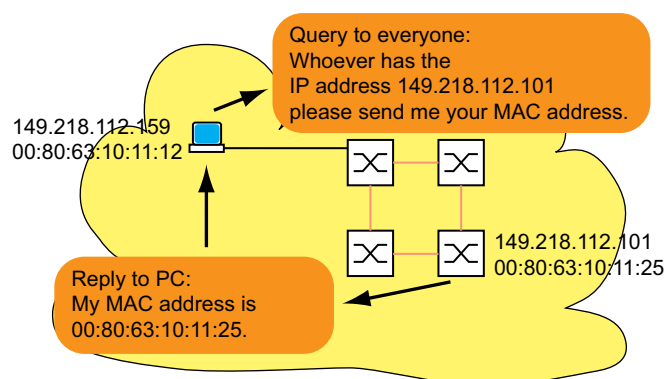 Query to everyone:
Whoever has the
IP address 149.218.112.101
please send me your MAC address.
149.218.112.159
00:80:63:10:11:12
149.218.112.101
00:80:63:10:11:25
Reply to PC:
My MAC address is
00:80:63:10:11:25.